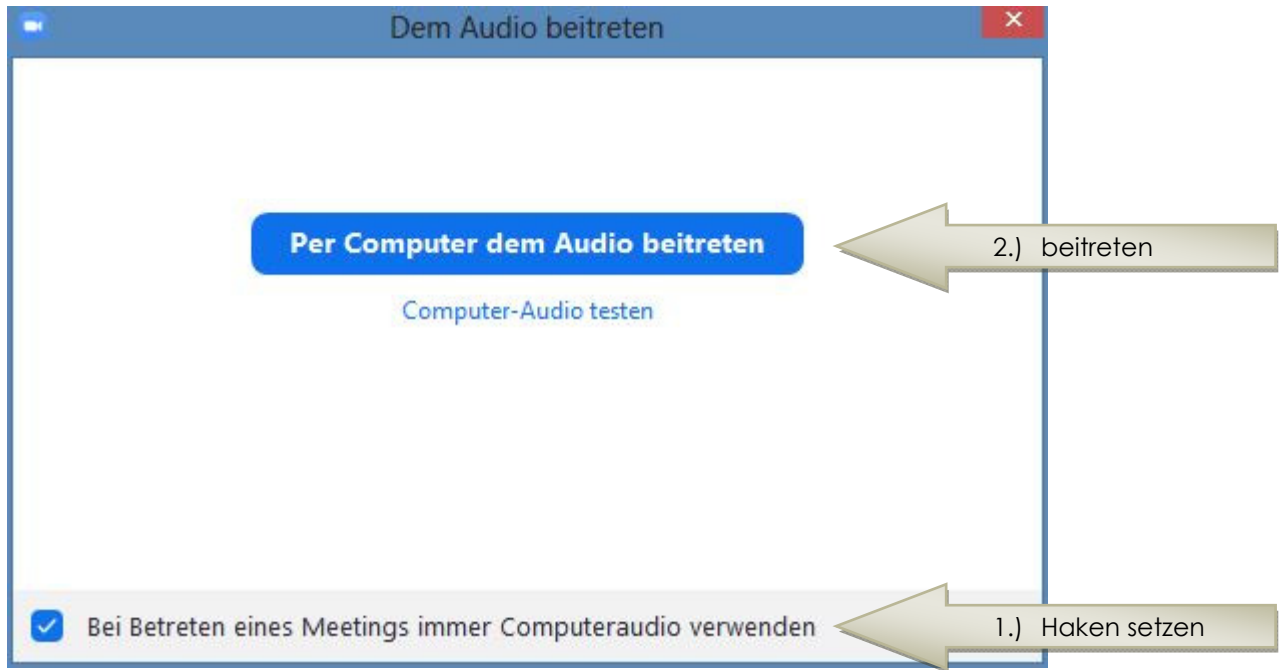 Dem Audio beitreten
Per Computer dem Audio beitreten
2.) beitreten
Computer-Audio testen
Bei Betreten eines Meetings immer Computeraudio verwenden
1.) Haken setzen